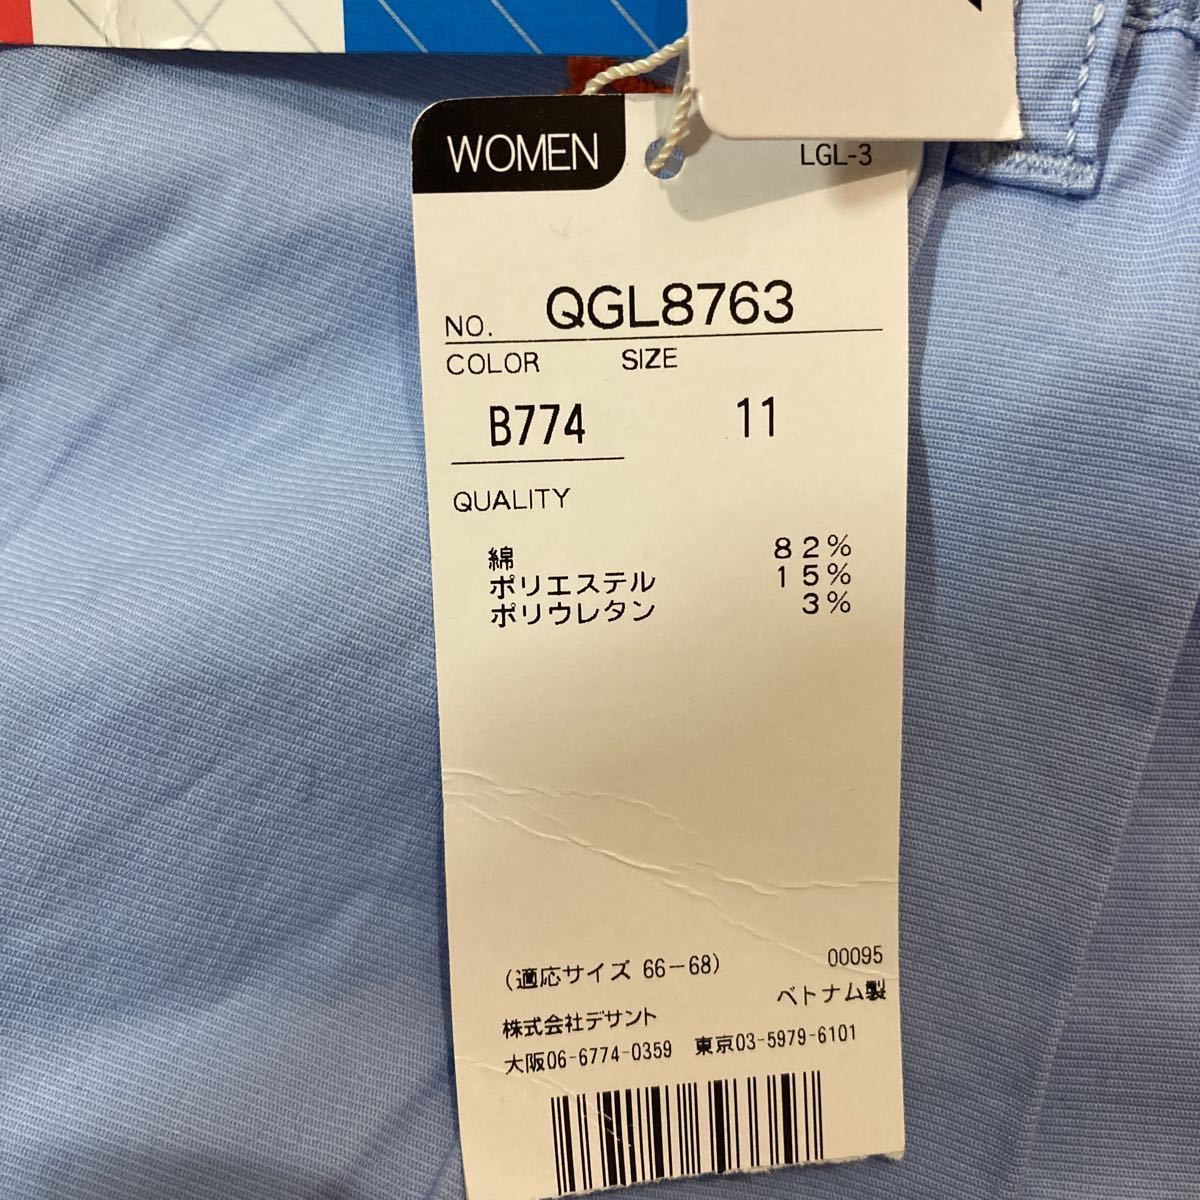 WOMEN
LGL-3
NO. QGL8763
COLOR SIZE
B774 11
QUALITY
綿 82%
ポリエステル 15%
ポリウレタン 3%
(適応サイズ 66-68) 00095
ベトナム製
株式会社デサント
大阪06-6774-0359 東京03-5979-6101